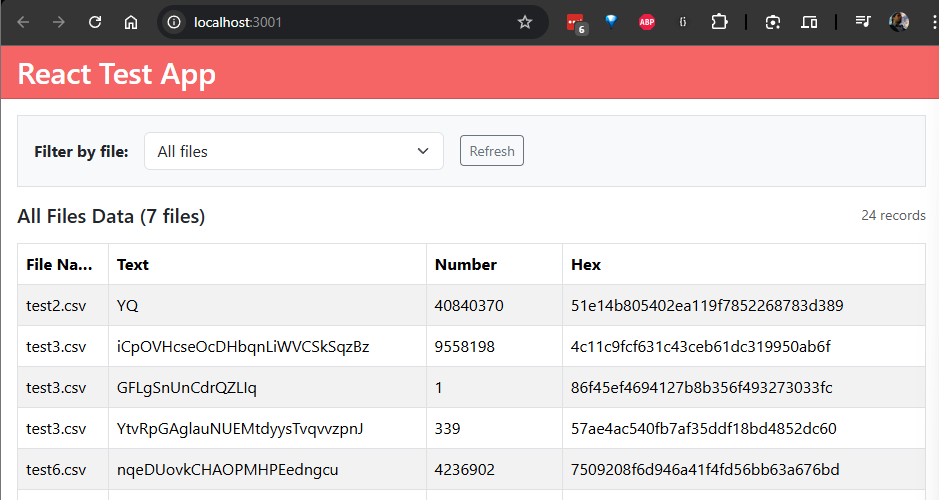 localhost:3001
6
ABP
{}
React Test App
Filter by file: All files Refresh
All Files Data (7 files) 24 records
File Na... Text Number Hex
test2.csv YQ 40840370 51e14b805402ea119f7852268783d389
test3.csv iCpOVHcseOcDHbqnLiWVCSkSqzBz 9558198 4c11c9fcf631c43ceb61dc319950ab6f
test3.csv GFLgSnUnCdrQZLIq 1 86f45ef4694127b8b356f493273033fc
test3.csv YtvRpGAglauNUEMtdyysTvqvvzpnJ 339 57ae4ac540fb7af35ddf18bd4852dc60
test6.csv nqeDUovkCHAOPMHPEedngcu 4236902 7509208f6d946a41f4fd56bb63a676bd